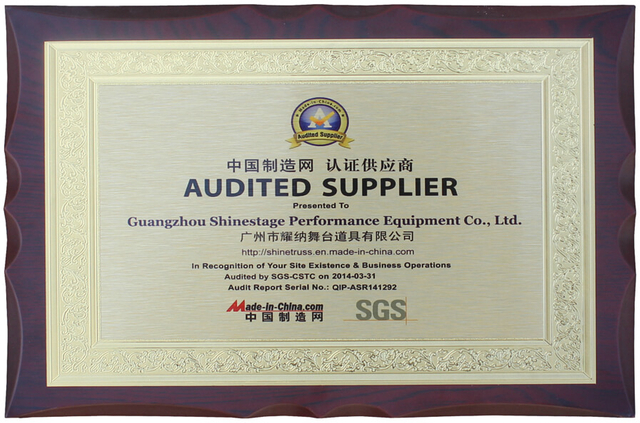 Made-in-China.com
Audited Supplier
中国制造网 认证供应商
AUDITED SUPPLIER
Presented To
Guangzhou Shinestage Performance Equipment Co., Ltd.
广州市耀纳舞台道具有限公司
http://shinetruss.en.made-in-china.com
In Recognition of Your Site Existence & Business Operations
Audited by SGS-CSTC on 2014-03-31
Audit Report Serial No.: QIP-ASR141292
Made-in-China.com
中国制造网
SGS